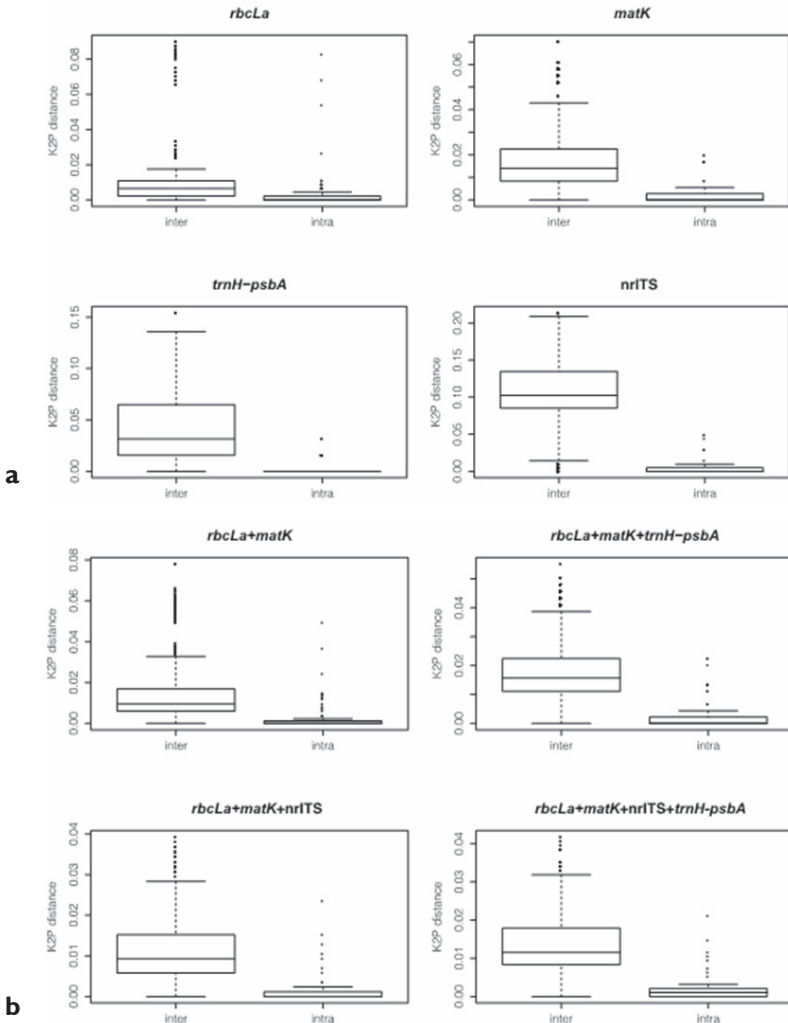 rbcLa
matK
K2P distance
0.00 0.02 0.04 0.06 0.08
inter intra
K2P distance
0.00 0.02 0.04 0.06
inter intra
trnH−psbA
nrITS
K2P distance
0.00 0.05 0.10 0.15
inter intra
K2P distance
0.00 0.05 0.10 0.15 0.20
inter intra
a
rbcLa+matK
rbcLa+matK+trnH−psbA
K2P distance
0.00 0.02 0.04 0.06 0.08
inter intra
K2P distance
0.00 0.02 0.04
inter intra
rbcLa+matK+nrITS
rbcLa+matK+nrITS+trnH-psbA
K2P distance
0.00 0.01 0.02 0.03 0.04
inter intra
K2P distance
0.00 0.01 0.02 0.03 0.04
inter intra
b